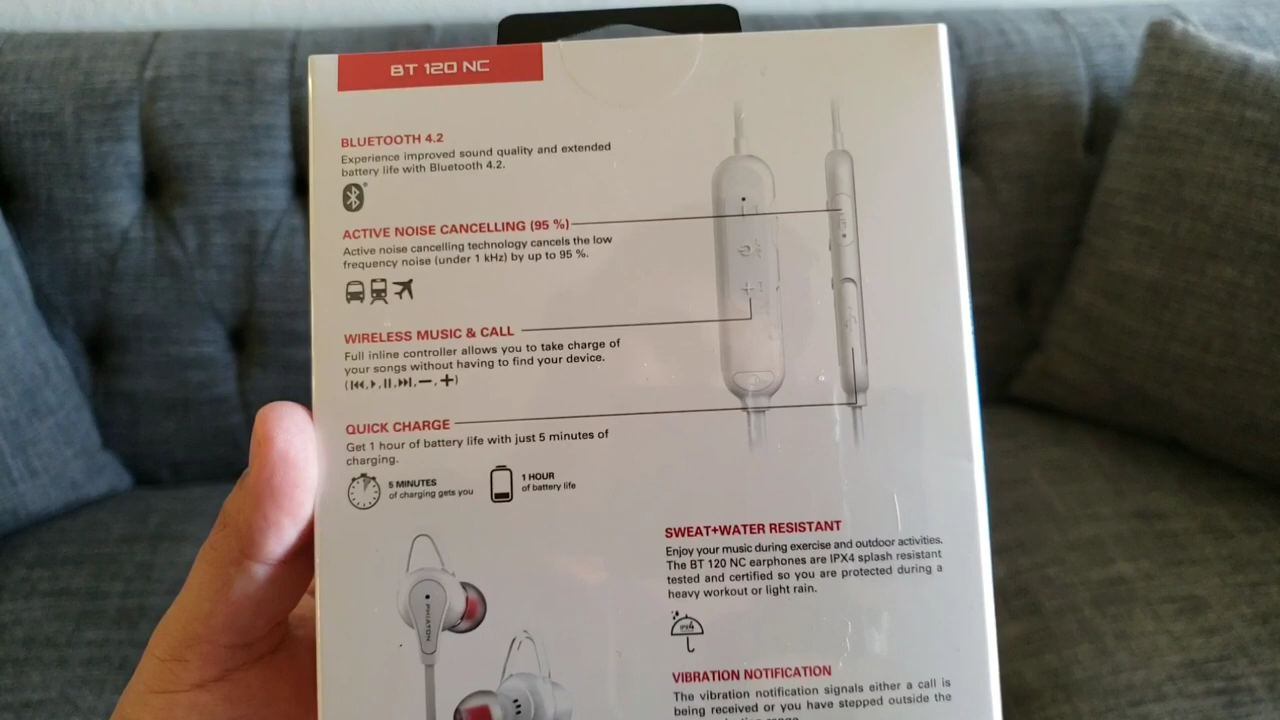 BT 120 NC
BLUETOOTH 4.2
Experience improved sound quality and extended
battery life with Bluetooth 4.2.
ACTIVE NOISE CANCELLING (95 %)
Active noise cancelling technology cancels the low
frequency noise (under 1 kHz) by up to 95 %.
WIRELESS MUSIC & CALL
Full inline controller allows you to take charge of
your songs without having to find your device.
QUICK CHARGE
Get 1 hour of battery life with just 5 minutes of
charging.
5 MINUTES
of charging gets you
1 HOUR
of battery life
PHIATON
SWEAT+WATER RESISTANT
Enjoy your music during exercise and outdoor activities.
The BT 120 NC earphones are IPX4 splash resistant
tested and certified so you are protected during a
heavy workout or light rain.
IPX4
VIBRATION NOTIFICATION
The vibration notification signals either a call is
being received or you have stepped outside the